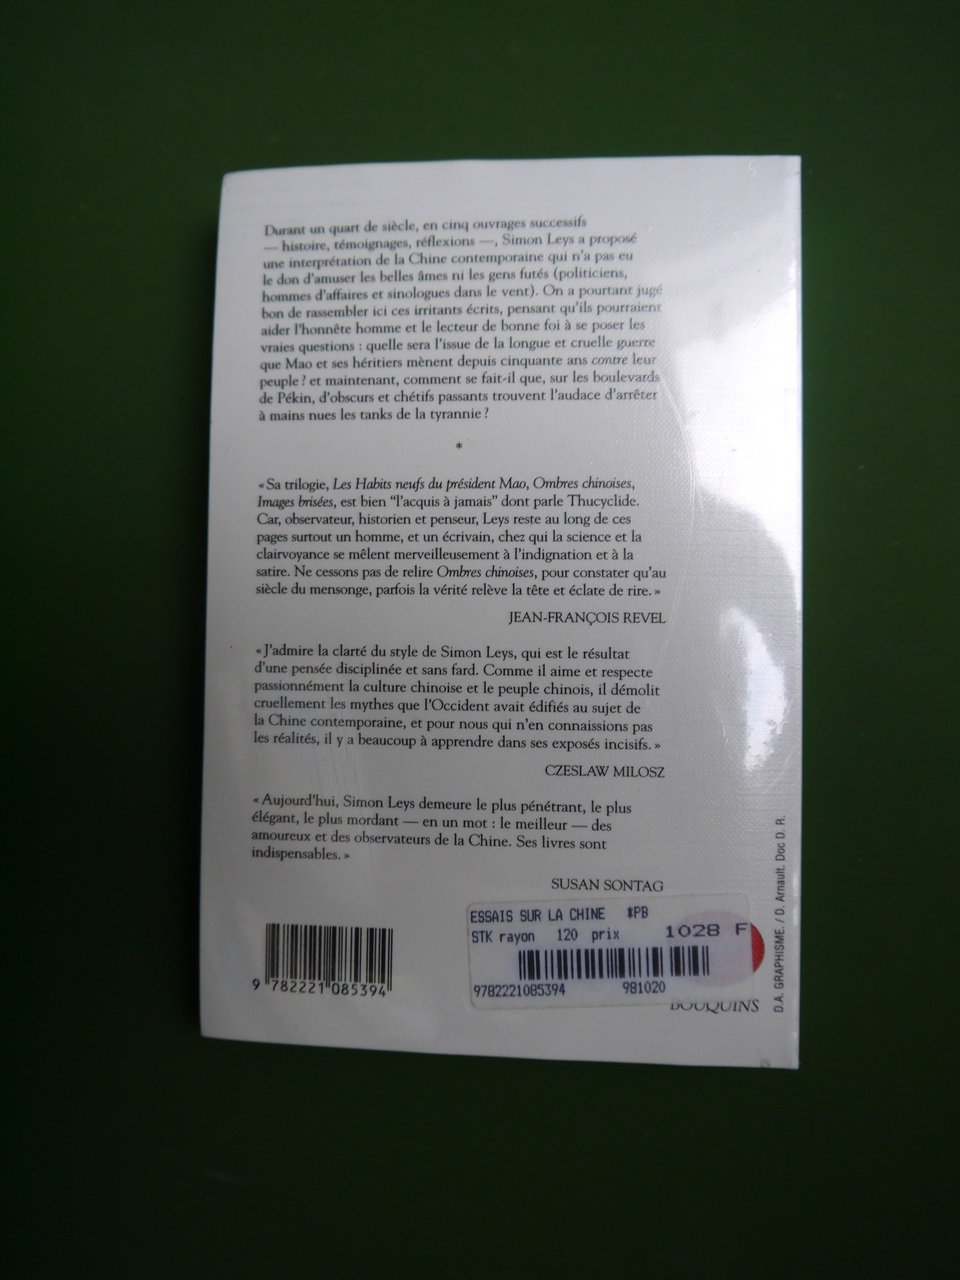 Durant un quart de siècle, en cinq ouvrages successifs
— histoire, témoignages, réflexions —, Simon Leys a proposé
une interprétation de la Chine contemporaine qui n'a pas eu
le don d'amuser les belles âmes ni les gens futés (politiciens,
hommes d'affaires et sinologues dans le vent). On a pourtant jugé
bon de rassembler ici ces irritants écrits, pensant qu'ils pourraient
aider l'honnête homme et le lecteur de bonne foi à se poser les
vraies questions : quelle sera l'issue de la longue et cruelle guerre
que Mao et ses héritiers mènent depuis cinquante ans contre leur
peuple ? et maintenant, comment se fait-il que, sur les boulevards
de Pékin, d'obscurs et chétifs passants trouvent l'audace d'arrêter
à mains nues les tanks de la tyrannie ?
*
« Sa trilogie, Les Habits neufs du président Mao, Ombres chinoises,
Images brisées, est bien “l'acquis à jamais” dont parle Thucyclide.
Car, observateur, historien et penseur, Leys reste au long de ces
pages surtout un homme, et un écrivain, chez qui la science et la
clairvoyance se mêlent merveilleusement à l'indignation et à la
satire. Ne cessons pas de relire Ombres chinoises, pour constater qu'au
siècle du mensonge, parfois la vérité relève la tête et éclate de rire. »
JEAN-FRANÇOIS REVEL
« J'admire la clarté du style de Simon Leys, qui est le résultat
d'une pensée disciplinée et sans fard. Comme il aime et respecte
passionnément la culture chinoise et le peuple chinois, il démolit
cruellement les mythes que l'Occident avait édifiés au sujet de
la Chine contemporaine, et pour nous qui n'en connaissions pas
les réalités, il y a beaucoup à apprendre dans ses exposés incisifs. »
CZESLAW MILOSZ
« Aujourd'hui, Simon Leys demeure le plus pénétrant, le plus
élégant, le plus mordant — en un mot : le meilleur — des
amoureux et des observateurs de la Chine. Ses livres sont
indispensables. »
SUSAN SONTAG
ESSAIS SUR LA CHINE *PB
STK rayon 120 prix 1028 F
9782221085394 981020
9 782221 085394
BOUQUINS
D.A. GRAPHISME. / D. Arnault. Doc D. R.